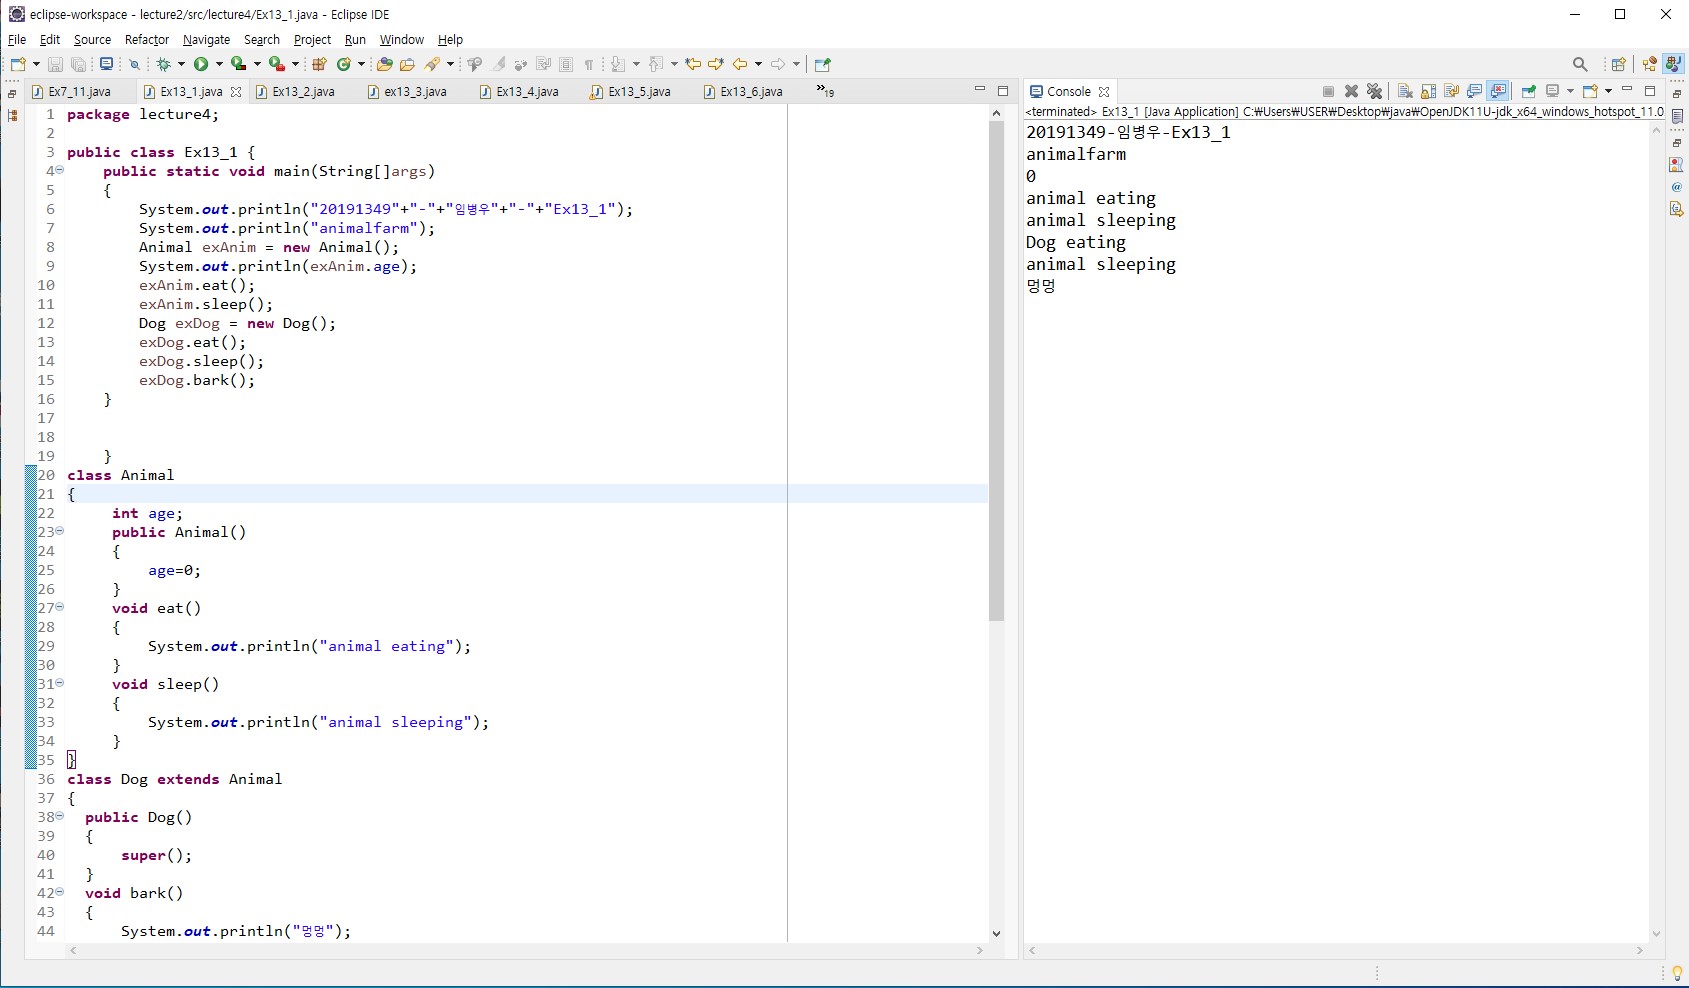 eclipse-workspace - lecture2/src/lecture4/Ex13_1.java - Eclipse IDE
File Edit Source Refactor Navigate Search Project Run Window Help
Ex7_11.java Ex13_1.java Ex13_2.java ex13_3.java Ex13_4.java Ex13_5.java Ex13_6.java »19
1 package lecture4;
2
3 public class Ex13_1 {
4 public static void main(String[]args)
5 {
6 System.out.println("20191349"+"-"+"임병우"+"-"+"Ex13_1");
7 System.out.println("animalfarm");
8 Animal exAnim = new Animal();
9 System.out.println(exAnim.age);
10 exAnim.eat();
11 exAnim.sleep();
12 Dog exDog = new Dog();
13 exDog.eat();
14 exDog.sleep();
15 exDog.bark();
16 }
17
18
19 }
20 class Animal
21 {
22 int age;
23 public Animal()
24 {
25 age=0;
26 }
27 void eat()
28 {
29 System.out.println("animal eating");
30 }
31 void sleep()
32 {
33 System.out.println("animal sleeping");
34 }
35 }
36 class Dog extends Animal
37 {
38 public Dog()
39 {
40 super();
41 }
42 void bark()
43 {
44 System.out.println("멍멍");
Console
<terminated> Ex13_1 [Java Application] C:₩Users₩USER₩Desktop₩java₩OpenJDK11U-jdk_x64_windows_hotspot_11.0
20191349-임병우-Ex13_1
animalfarm
0
animal eating
animal sleeping
Dog eating
animal sleeping
멍멍